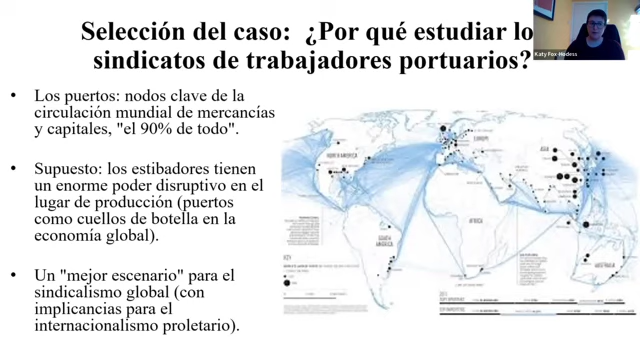 Selección del caso: ¿Por qué estudiar lo
sindicatos de trabajadores portuarios?
Katy Fox-Hodess
• Los puertos: nodos clave de la
circulación mundial de mercancías
y capitales, "el 90% de todo".
• Supuesto: los estibadores tienen
un enorme poder disruptivo en el
lugar de producción (puertos
como cuellos de botella en la
economía global).
• Un "mejor escenario" para el
sindicalismo global (con
implicancias para el
internacionalismo proletario).
NORTH AMERICA
EUROPE
ASIA
AFRICA
SOUTH
AMERICA
AUSTRALIA
KEY